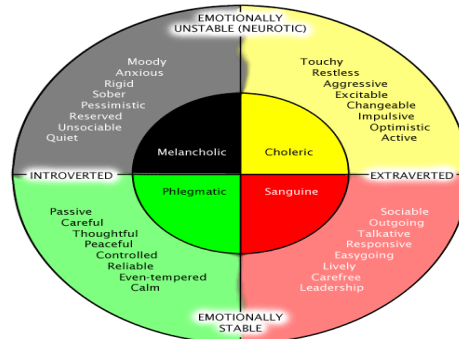 EMOTIONALLY
UNSTABLE (NEUROTIC)
Moody
Anxious
Rigid
Sober
Pessimistic
Reserved
Unsociable
Quiet
Touchy
Restless
Aggressive
Excitable
Changeable
Impulsive
Optimistic
Active
Melancholic
Choleric
INTROVERTED
EXTRAVERTED
Phlegmatic
Sanguine
Passive
Careful
Thoughtful
Peaceful
Controlled
Reliable
Even-tempered
Calm
Sociable
Outgoing
Talkative
Responsive
Easygoing
Lively
Carefree
Leadership
EMOTIONALLY
STABLE